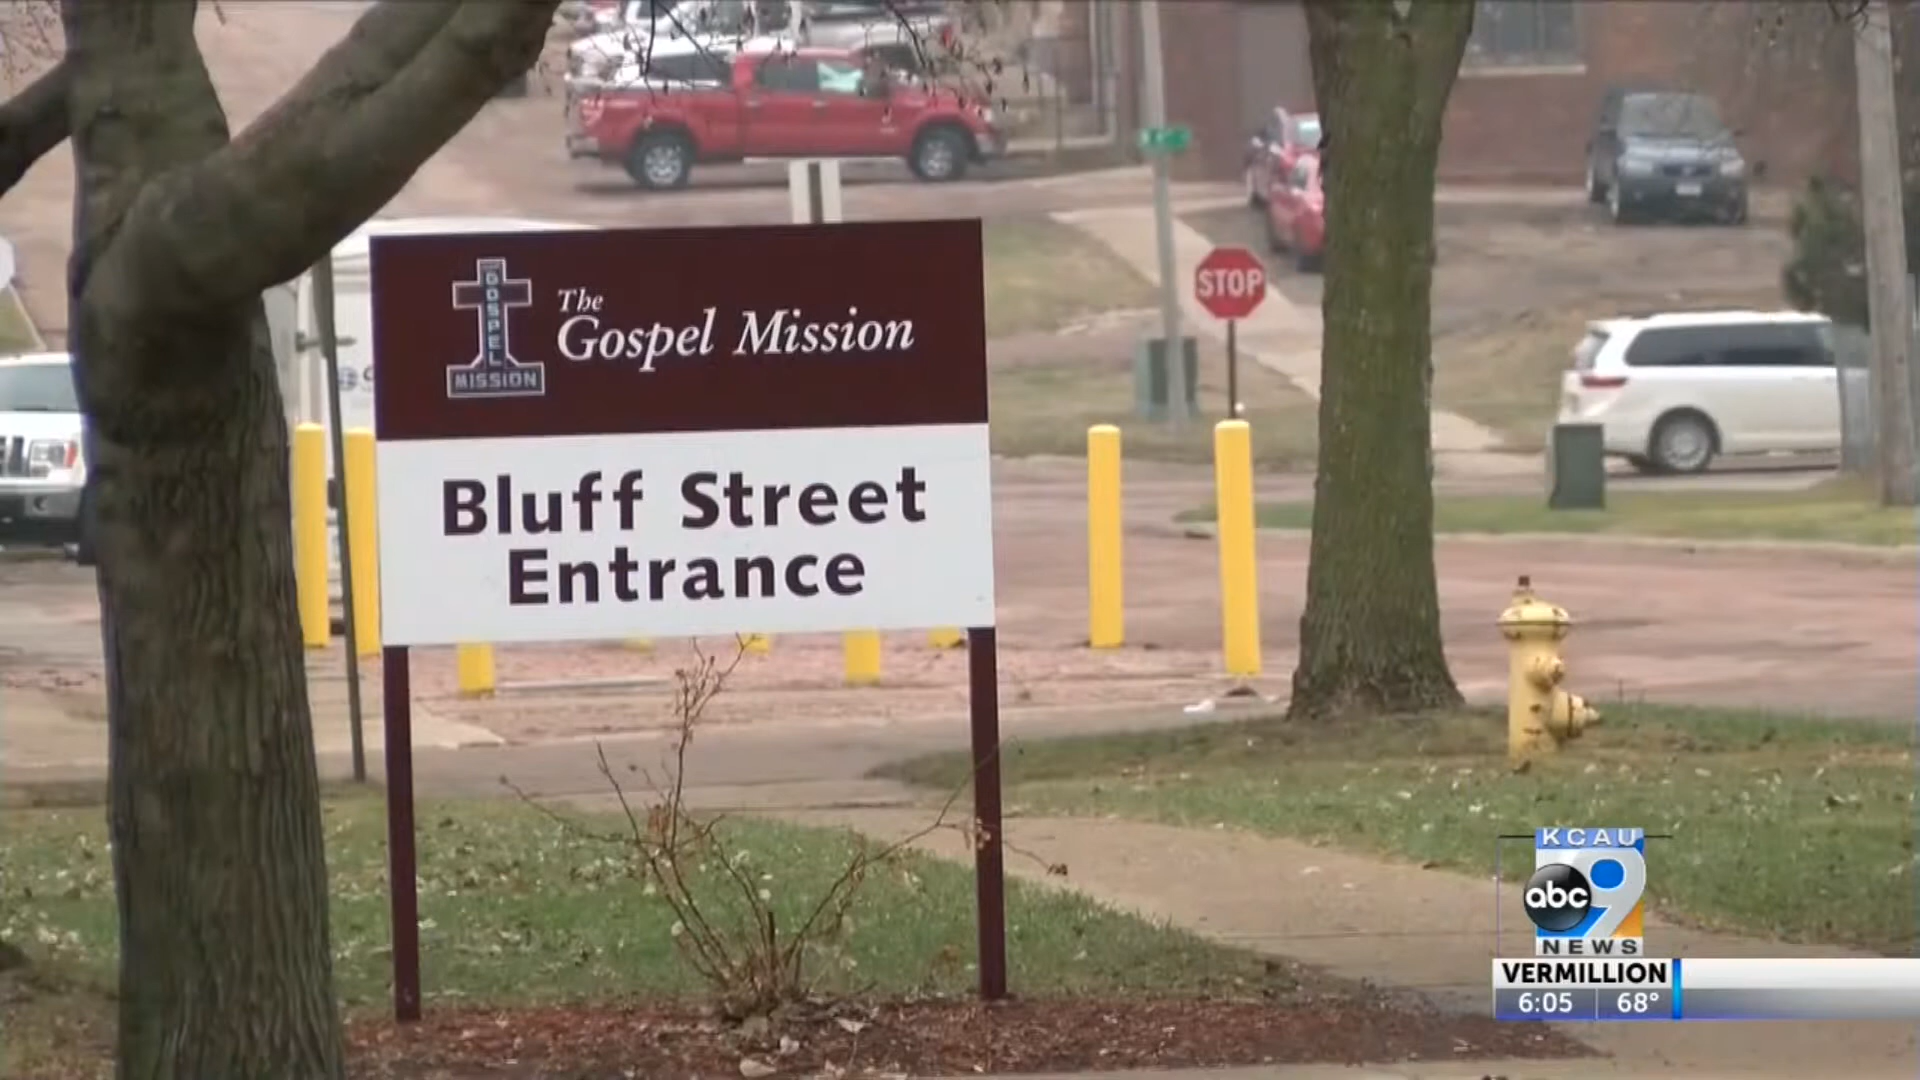 STOP
GOSPEL
MISSION
The
Gospel Mission
Bluff Street
Entrance
KCAU
abc 9
NEWS
VERMILLION
6:05 68°